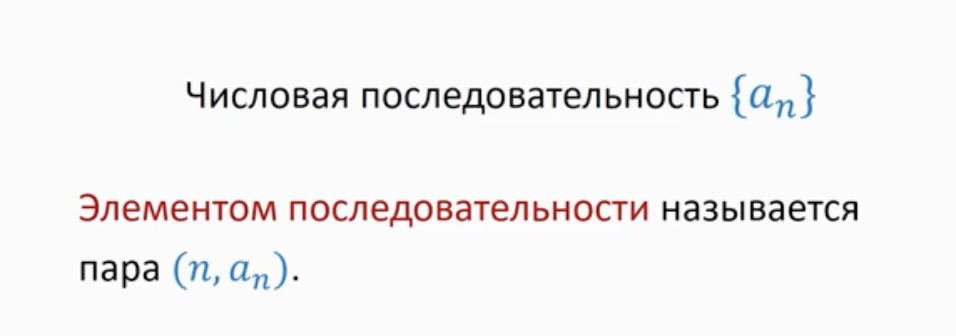 Числовая последовательность {aₙ}
Элементом последовательности называется
пара (n, aₙ).